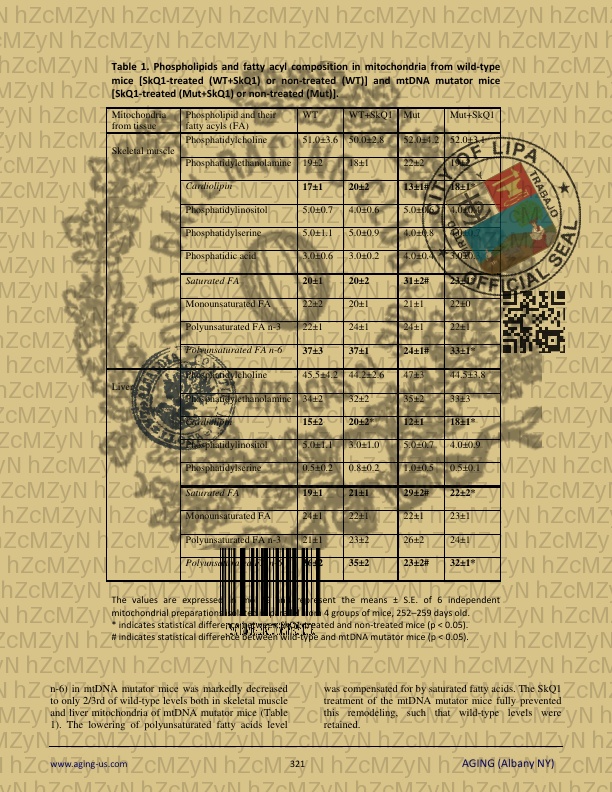 Table 1. Phospholipids and fatty acyl composition in mitochondria from wild-type
mice [SkQ1-treated (WT+SkQ1) or non-treated (WT)] and mtDNA mutator mice
[SkQ1-treated (Mut+SkQ1) or non-treated (Mut)].
Mitochondria from tissue Phospholipid and their fatty acyls (FA) WT WT+SkQ1 Mut Mut+SkQ1
Skeletal muscle
Phosphatidylcholine 51.0±3.6 50.0±2.8 52.0±4.2 52.0±3.4
Phosphatidylethanolamine 19±2 18±1 22±2
Cardiolipin 17±1 20±2 13±1# 18±1*
Phosphatidylinositol 5.0±0.7 4.0±0.6
Phosphatidylserine 5.0±1.1 5.0±0.9 4.0±0.8
Phosphatidic acid 3.0±0.6 3.0±0.2 4.0±0.4
Saturated FA 20±1 20±2 31±2#
Monounsaturated FA 22±2 20±1 21±1 22±0
Polyunsaturated FA n-3 22±1 24±1 24±1 22±1
Polyunsaturated FA n-6 37±3 37±1 24±1# 33±1*
Liver
Phosphatidylcholine 45.5±4.2 44.2±2.6 47±3 44.5±3.8
Phosphatidylethanolamine 34±2 32±2 35±2 33±3
Cardiolipin 15±2 20±2* 12±1 18±1*
Phosphatidylinositol 5.0±1.1 3.0±1.0 5.0±0.7 4.0±0.9
Phosphatidylserine 0.5±0.2 0.8±0.2 1.0±0.5 0.5±0.1
Saturated FA 19±1 21±1 29±2# 22±2*
Monounsaturated FA 24±1 22±1 22±1 23±1
Polyunsaturated FA n-3 21±1 23±2 26±2 24±1
Polyunsaturated FA n-6 35±2 23±2# 32±1*
The values are expressed in represent the means ± S.E. of 6 independent
mitochondrial preparations from 4 groups of mice, 252–259 days old.
* indicates statistical difference between SkQ1-treated and non-treated mice (p < 0.05).
# indicates statistical difference between wild-type and mtDNA mutator mice (p < 0.05).
n-6) in mtDNA mutator mice was markedly decreased
to only 2/3rd of wild-type levels both in skeletal muscle
and liver mitochondria of mtDNA mutator mice (Table
1). The lowering of polyunsaturated fatty acids level
was compensated for by saturated fatty acids. The SkQ1
treatment of the mtDNA mutator mice fully prevented
this remodeling, such that wild-type levels were
retained.
www.aging-us.com 321 AGING (Albany NY)
CITY OF LIPA
TRABAJO
OFFICIAL SEAL
hZcMZyN